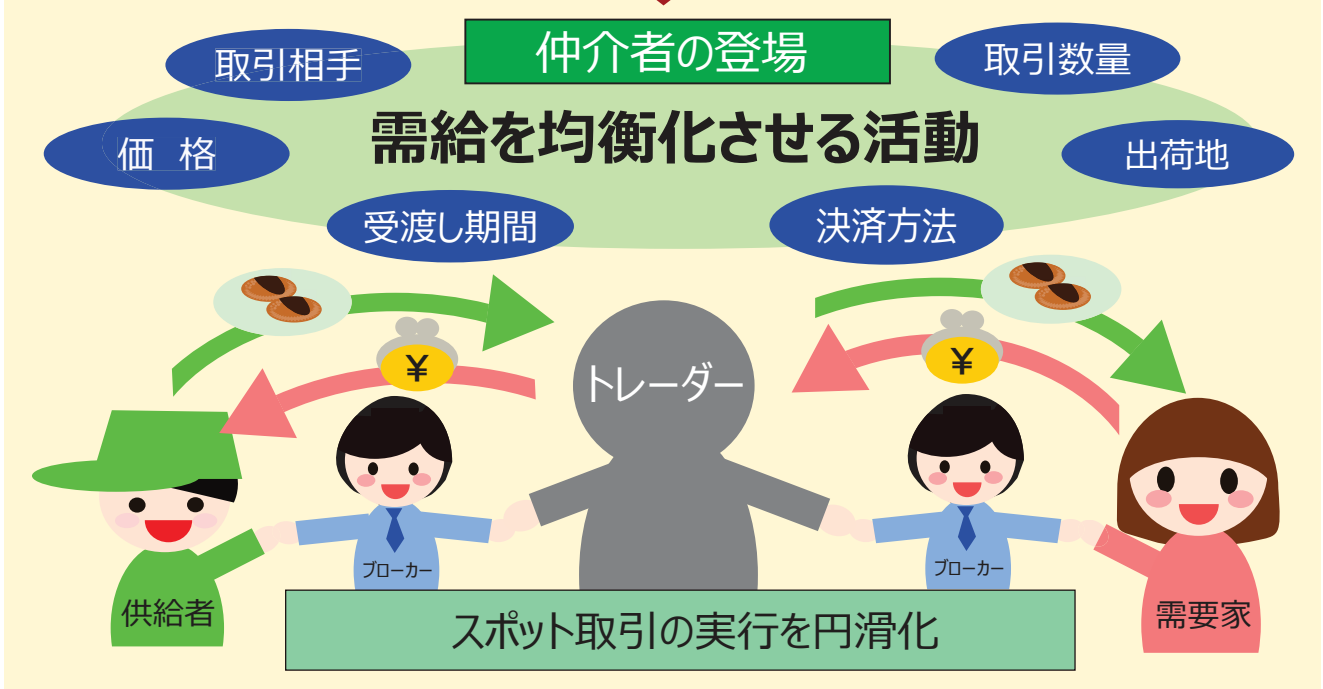 仲介者の登場
取引相手
取引数量
需給を均衡化させる活動
価 格
出荷地
受渡し期間
決済方法
¥
¥
トレーダー
ブローカー
ブローカー
供給者
需要家
スポット取引の実行を円滑化